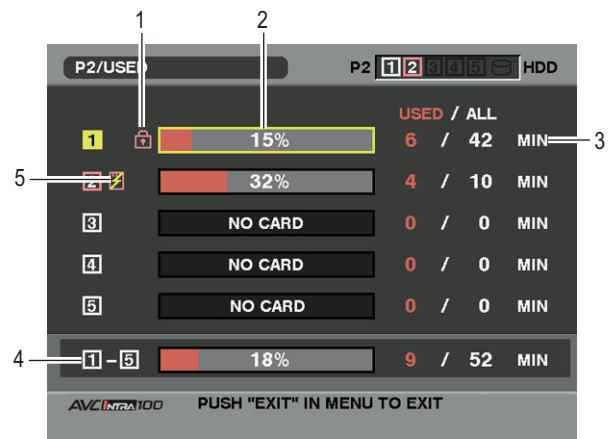 1 2
P2/USED P2 1 2 3 4 5 HDD
USED / ALL
1 15% 6 / 42 MIN 3
5 2 32% 4 / 10 MIN
3 NO CARD 0 / 0 MIN
4 NO CARD 0 / 0 MIN
5 NO CARD 0 / 0 MIN
4 1 - 5 18% 9 / 52 MIN
AVC INTRA 100 PUSH "EXIT" IN MENU TO EXIT